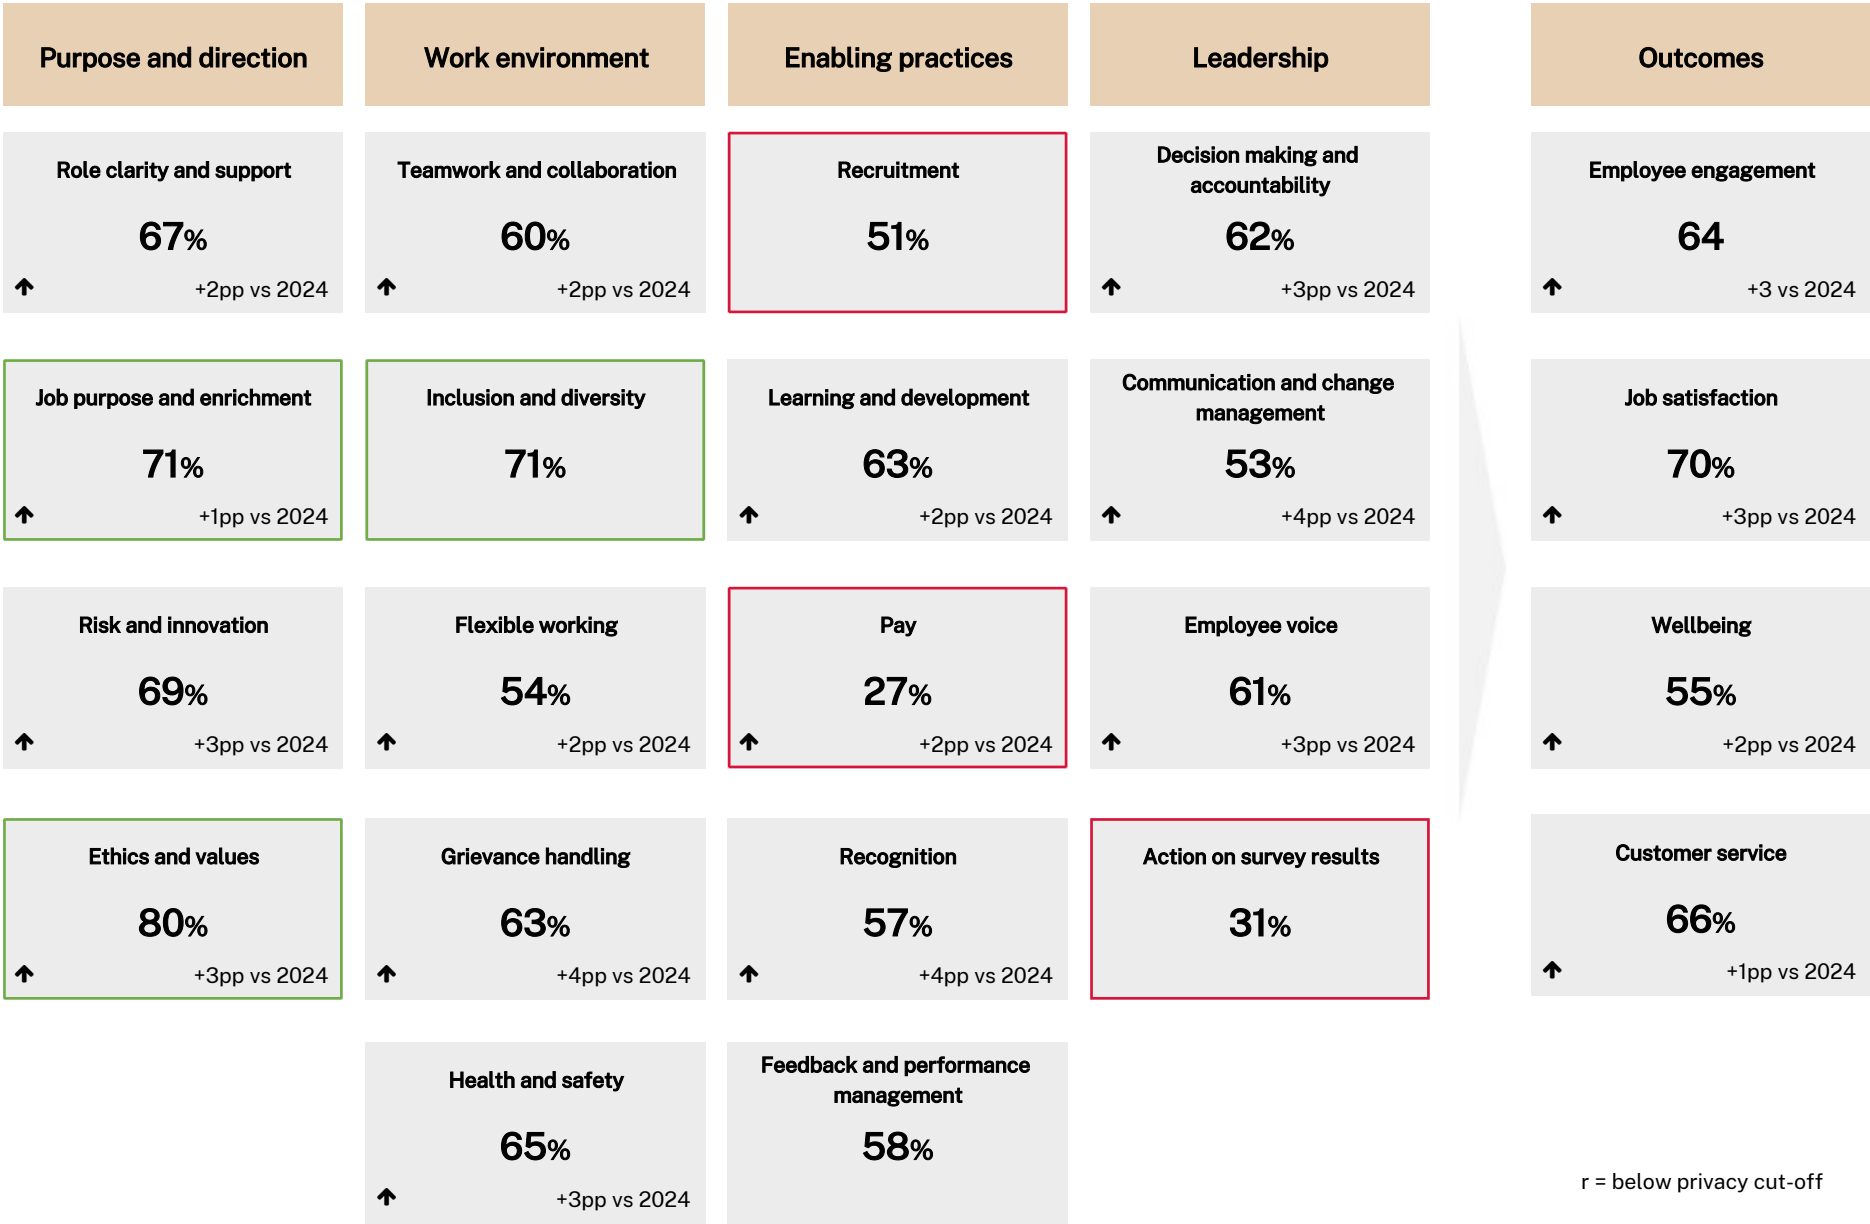 Purpose and direction
Work environment
Enabling practices
Leadership
Outcomes
Role clarity and support
67%
+2pp vs 2024
Teamwork and collaboration
60%
+2pp vs 2024
Recruitment
51%
Decision making and
accountability
62%
+3pp vs 2024
Employee engagement
64
+3 vs 2024
Job purpose and enrichment
71%
+1pp vs 2024
Inclusion and diversity
71%
Learning and development
63%
+2pp vs 2024
Communication and change
management
53%
+4pp vs 2024
Job satisfaction
70%
+3pp vs 2024
Risk and innovation
69%
+3pp vs 2024
Flexible working
54%
+2pp vs 2024
Pay
27%
+2pp vs 2024
Employee voice
61%
+3pp vs 2024
Wellbeing
55%
+2pp vs 2024
Ethics and values
80%
+3pp vs 2024
Grievance handling
63%
+4pp vs 2024
Recognition
57%
+4pp vs 2024
Action on survey results
31%
Customer service
66%
+1pp vs 2024
Health and safety
65%
+3pp vs 2024
Feedback and performance
management
58%
r = below privacy cut-off